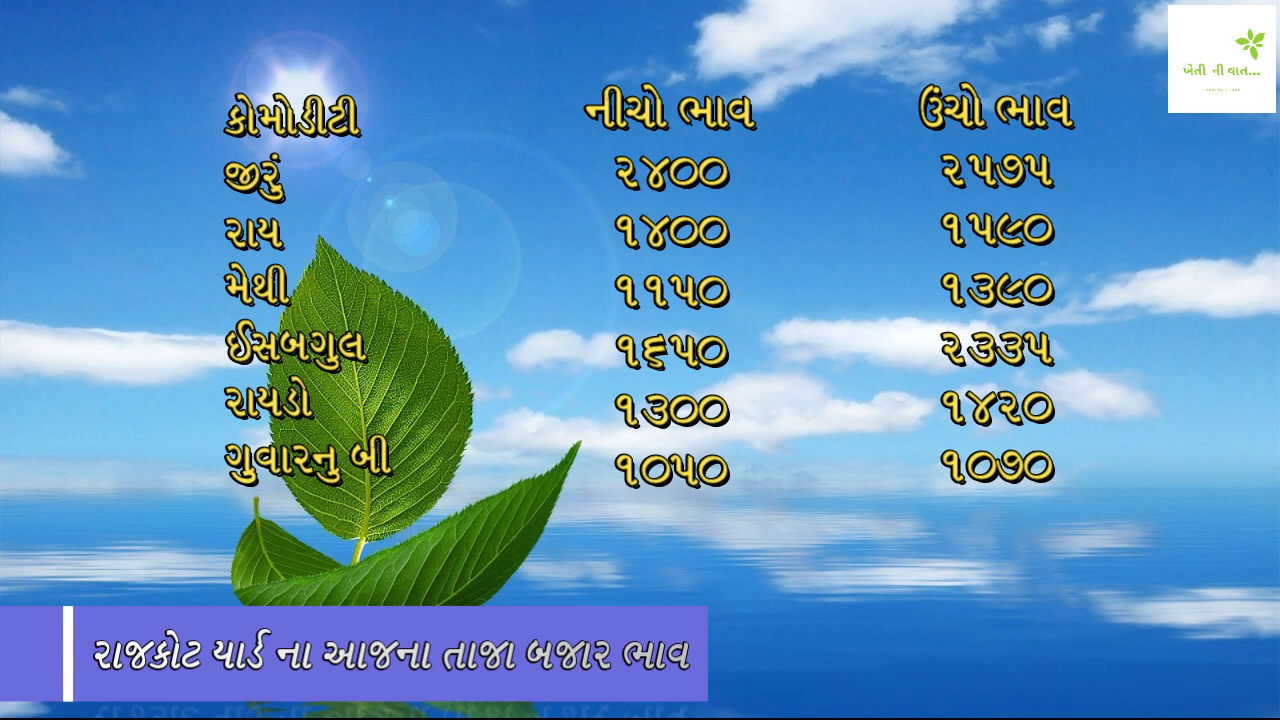 ખેતી ની વાત...
કોમોડીટી નીચો ભાવ ઉંચો ભાવ
જીરું ૨૪૦૦ ૨૫૭૫
રાય ૧૪૦૦ ૧૫૯૦
મેથી ૧૧૫૦ ૧૩૯૦
ઈસબગુલ ૧૬૫૦ ૨૩૩૫
રાયડો ૧૩૦૦ ૧૪૨૦
ગુવારનુ બી ૧૦૫૦ ૧૦૭૦
રાજકોટ યાર્ડ ના આજના તાજા બજાર ભાવ